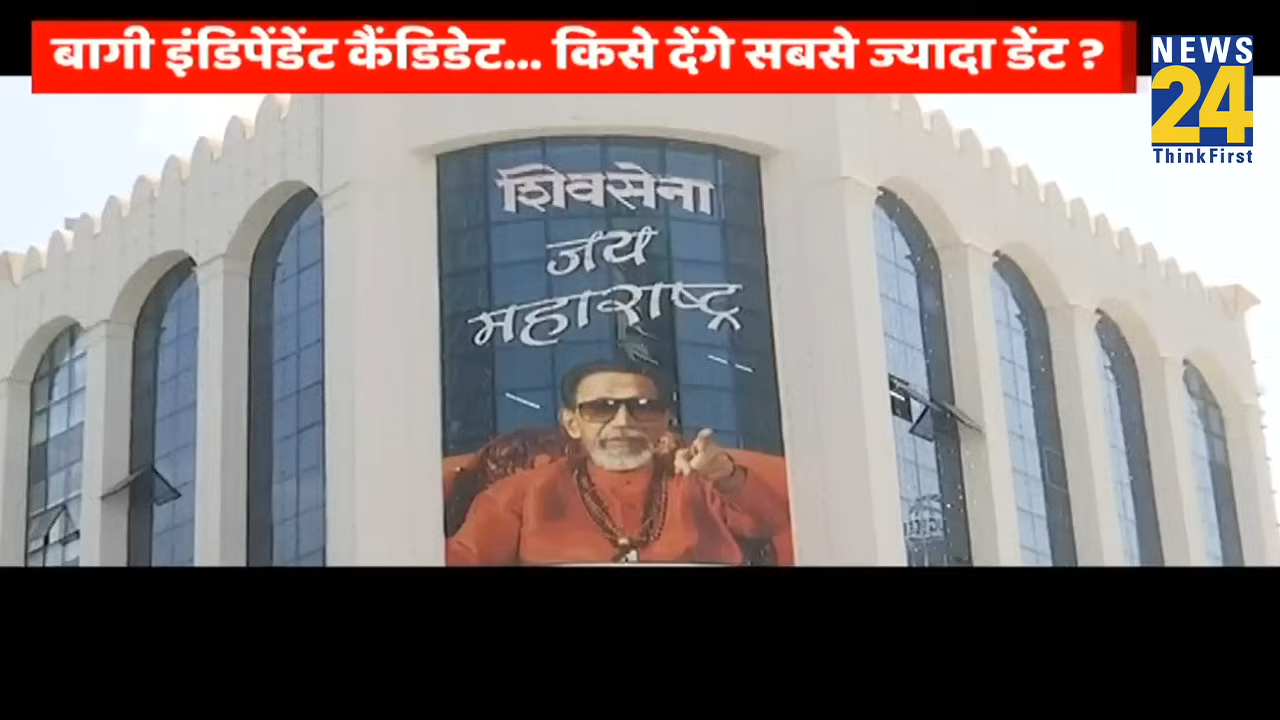 बागी इंडिपेंडेंट कैंडिडेट... किसे देंगे सबसे ज्यादा डेंट ?
NEWS
24
ThinkFirst
शिवसेना
जय
महाराष्ट्र